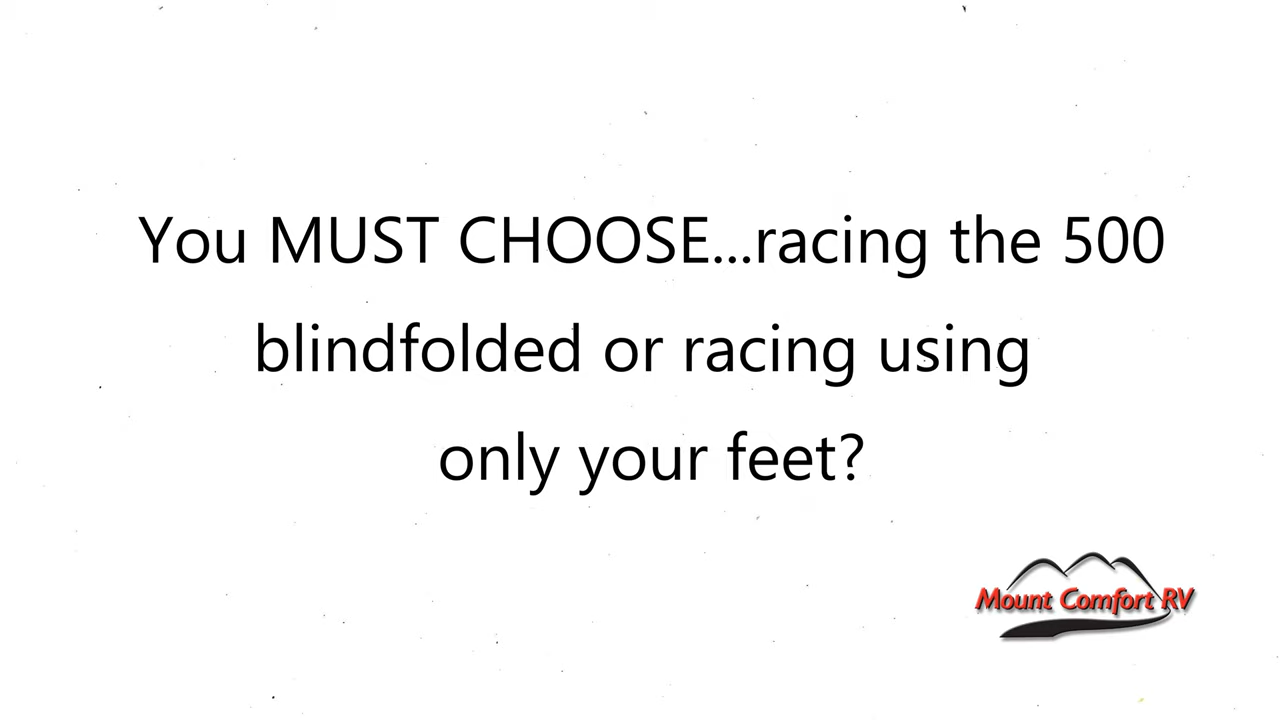 You MUST CHOOSE...racing the 500
blindfolded or racing using
only your feet?
Mount Comfort RV